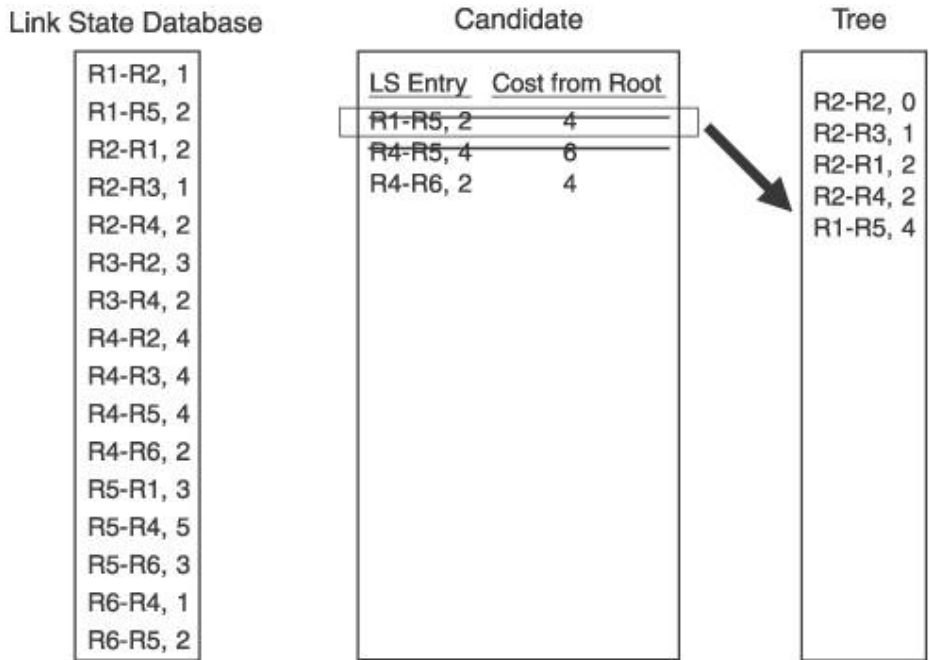 Link State Database
R1-R2, 1
R1-R5, 2
R2-R1, 2
R2-R3, 1
R2-R4, 2
R3-R2, 3
R3-R4, 2
R4-R2, 4
R4-R3, 4
R4-R5, 4
R4-R6, 2
R5-R1, 3
R5-R4, 5
R5-R6, 3
R6-R4, 1
R6-R5, 2
Candidate
LS Entry Cost from Root
R1-R5, 2 4
R4-R5, 4 6
R4-R6, 2 4
Tree
R2-R2, 0
R2-R3, 1
R2-R1, 2
R2-R4, 2
R1-R5, 4